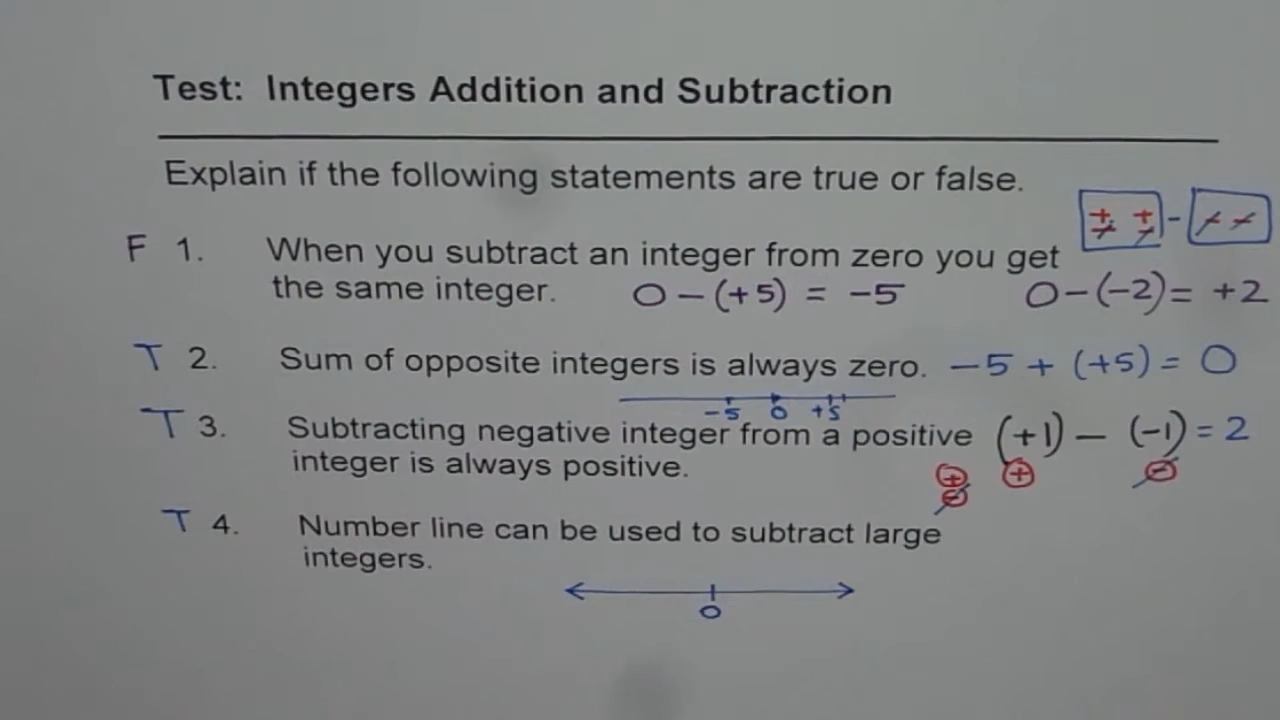 Test: Integers Addition and Subtraction
Explain if the following statements are true or false.
F 1. When you subtract an integer from zero you get
the same integer. 0 - (+5) = -5 0-(-2) = +2
T 2. Sum of opposite integers is always zero. -5 + (+5) = 0
-5 0 +5
T 3. Subtracting negative integer from a positive (+1) - (-1) = 2
integer is always positive.
T 4. Number line can be used to subtract large
integers.
0